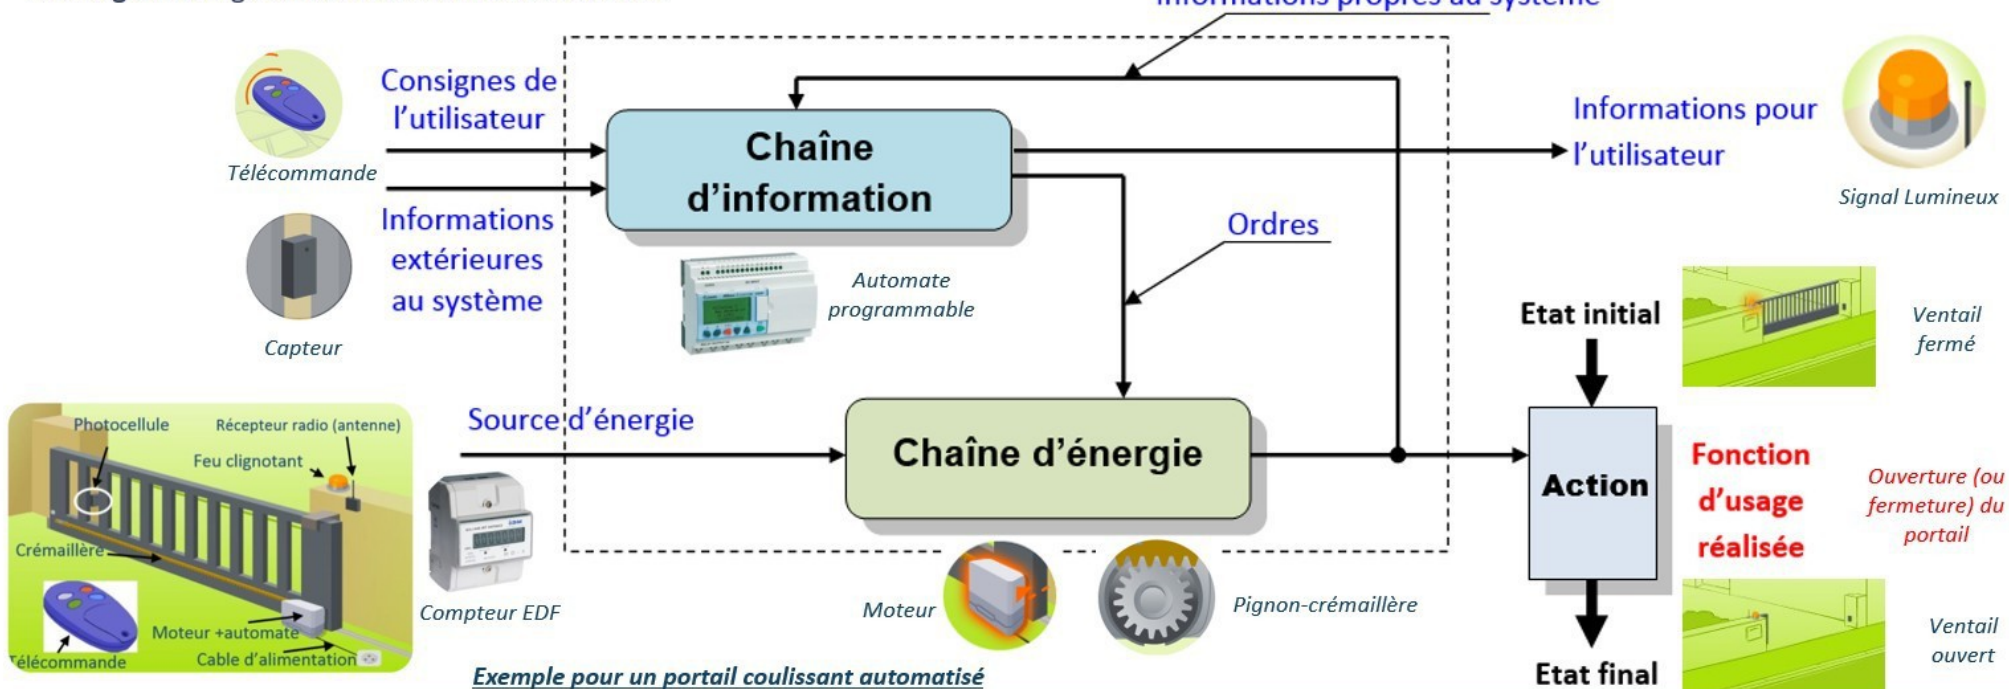 Informations propres au système
Consignes de
l'utilisateur
Télécommande
Chaîne
d'information
Informations pour
l'utilisateur
Signal Lumineux
Informations
extérieures
au système
Capteur
Automate
programmable
Ordres
Etat initial
Ventail
fermé
Photocellule
Récepteur radio (antenne)
Feu clignotant
Crémaillère
Moteur +automate
Télécommande
Cable d'alimentation
Source d'énergie
Compteur EDF
Chaîne d'énergie
Action
Fonction
d'usage
réalisée
Ouverture (ou
fermeture) du
portail
Moteur
Pignon-crémaillère
Ventail
ouvert
Etat final
Exemple pour un portail coulissant automatisé